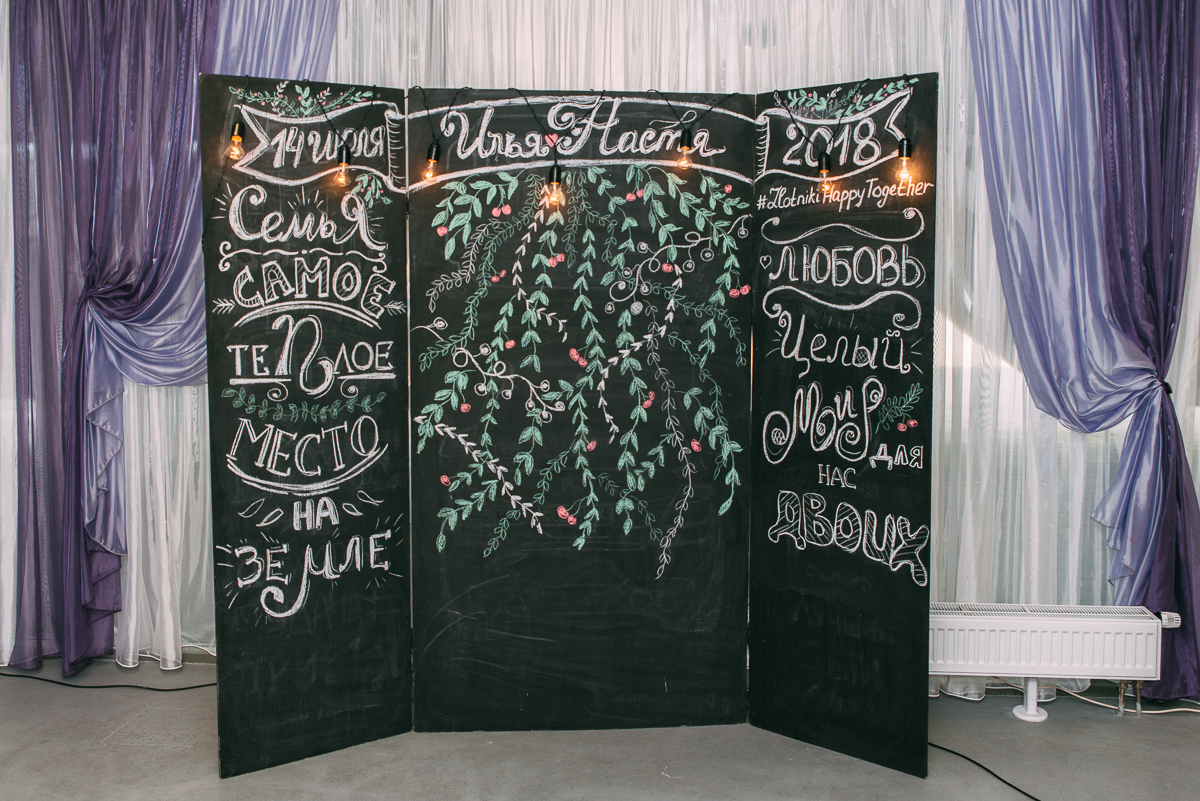 14 июля
Илья Настя
2018
#ZlotnikiHappyTogether
Семья
САМОЕ
ТЕПЛОЕ
МЕСТО
НА
ЗЕМЛЕ
ЛЮБОВЬ
Целый
Мир
для
НАС
ДВОИХ